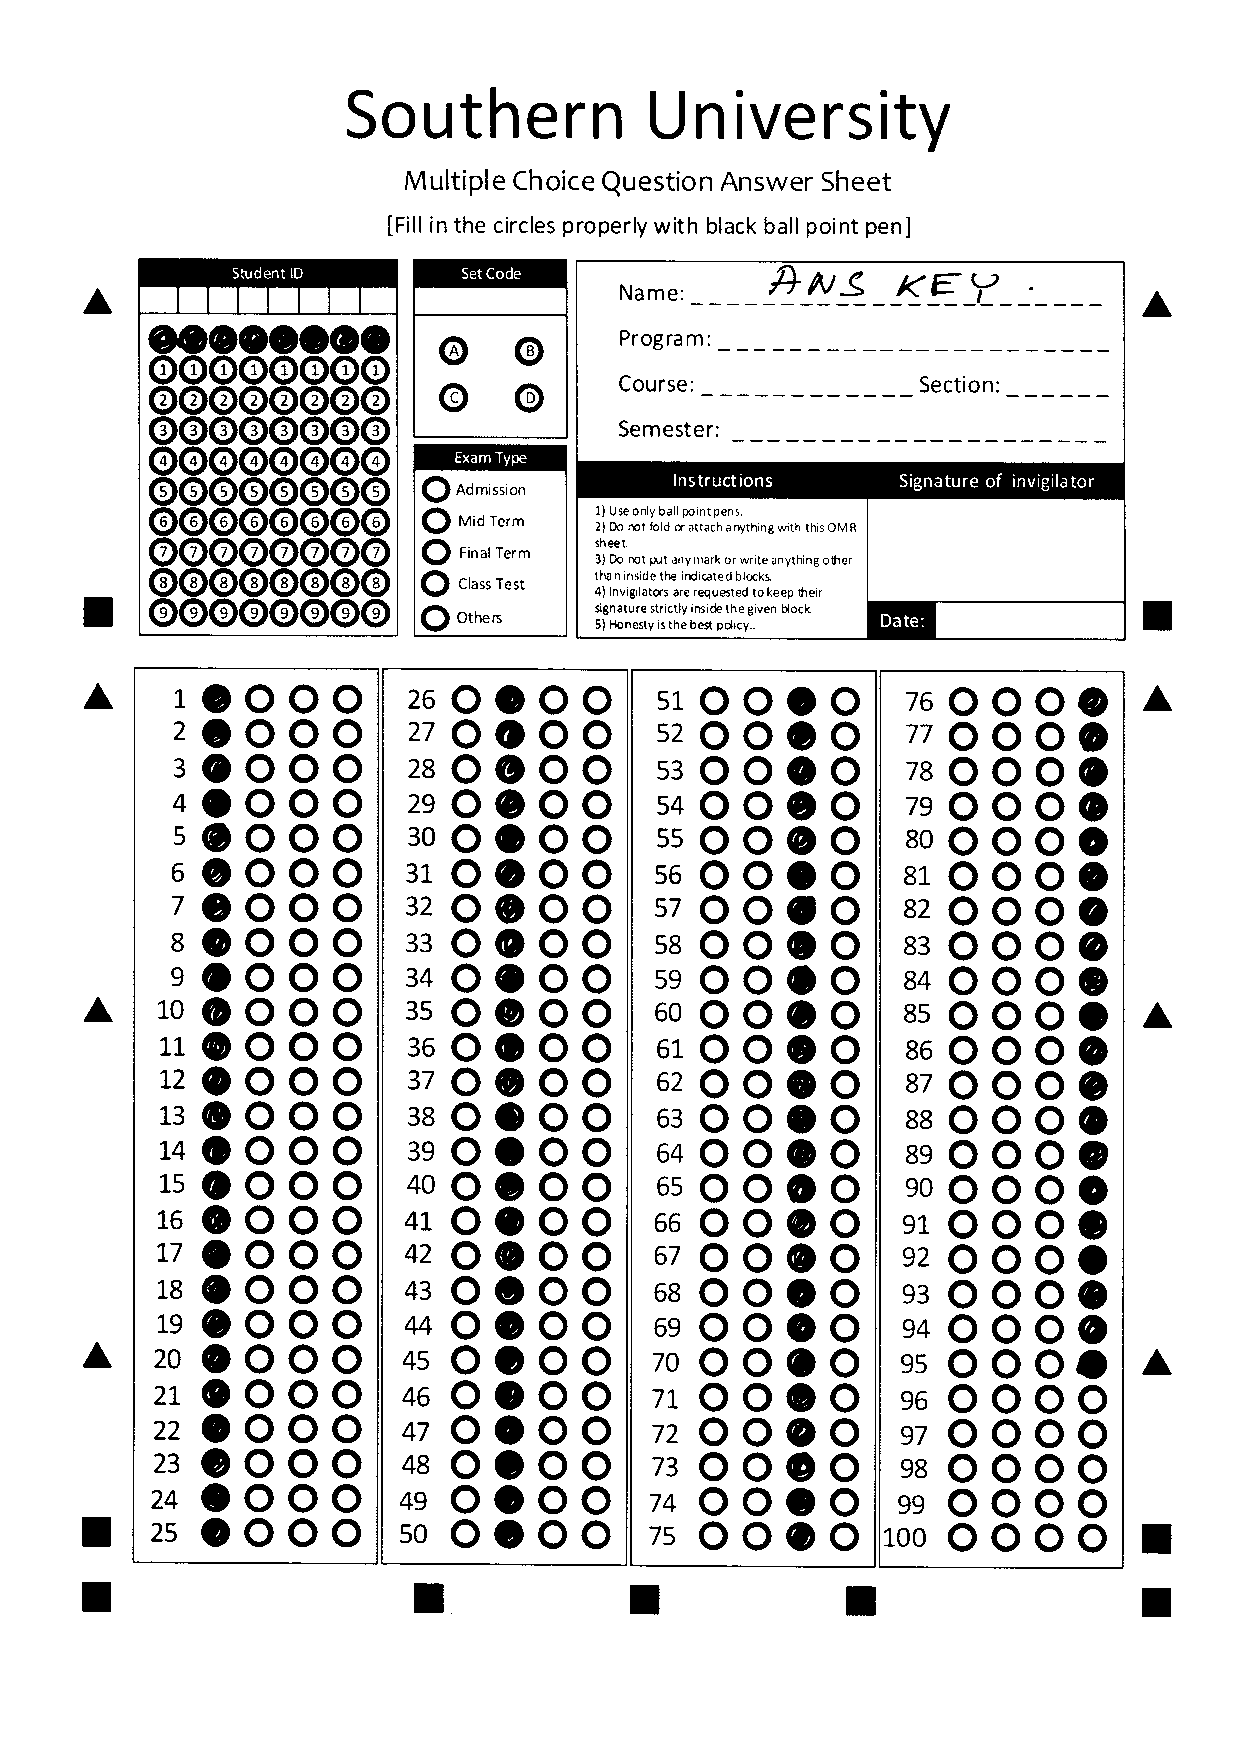 Southern University
Multiple Choice Question Answer Sheet
[Fill in the circles properly with black ball point pen]
Student ID
1 1 1 1 1 1 1 1
2 2 2 2 2 2 2 2
3 3 3 3 3 3 3 3
4 4 4 4 4 4 4 4
5 5 5 5 5 5 5 5
6 6 6 6 6 6 6 6
7 7 7 7 7 7 7 7
8 8 8 8 8 8 8 8
9 9 9 9 9 9 9 9
Set Code
A B
C D
Exam Type
Admission
Mid Term
Final Term
Class Test
Others
Name: ANS KEY.
Program:
Course: Section:
Semester:
Instructions
1) Use only ball point pens.
2) Do not fold or attach anything with this OMR
sheet.
3) Do not put any mark or write anything other
than inside the indicated blocks.
4) Invigilators are requested to keep their
signature strictly inside the given block
5) Honesty is the best policy..
Signature of invigilator
Date:
1
2
3
4
5
6
7
8
9
10
11
12
13
14
15
16
17
18
19
20
21
22
23
24
25
26
27
28
29
30
31
32
33
34
35
36
37
38
39
40
41
42
43
44
45
46
47
48
49
50
51
52
53
54
55
56
57
58
59
60
61
62
63
64
65
66
67
68
69
70
71
72
73
74
75
76
77
78
79
80
81
82
83
84
85
86
87
88
89
90
91
92
93
94
95
96
97
98
99
100